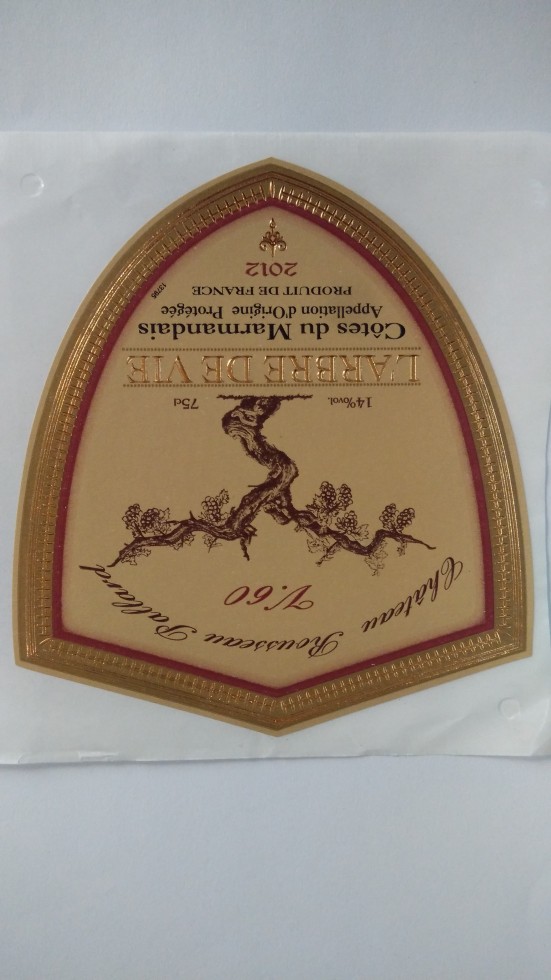 Château Rousseau Pallard
V.60
14%vol. 75cl
L'ARBRE DE VIE
Côtes du Marmandais
Appellation d'Origine Protégée
PRODUIT DE FRANCE
2012